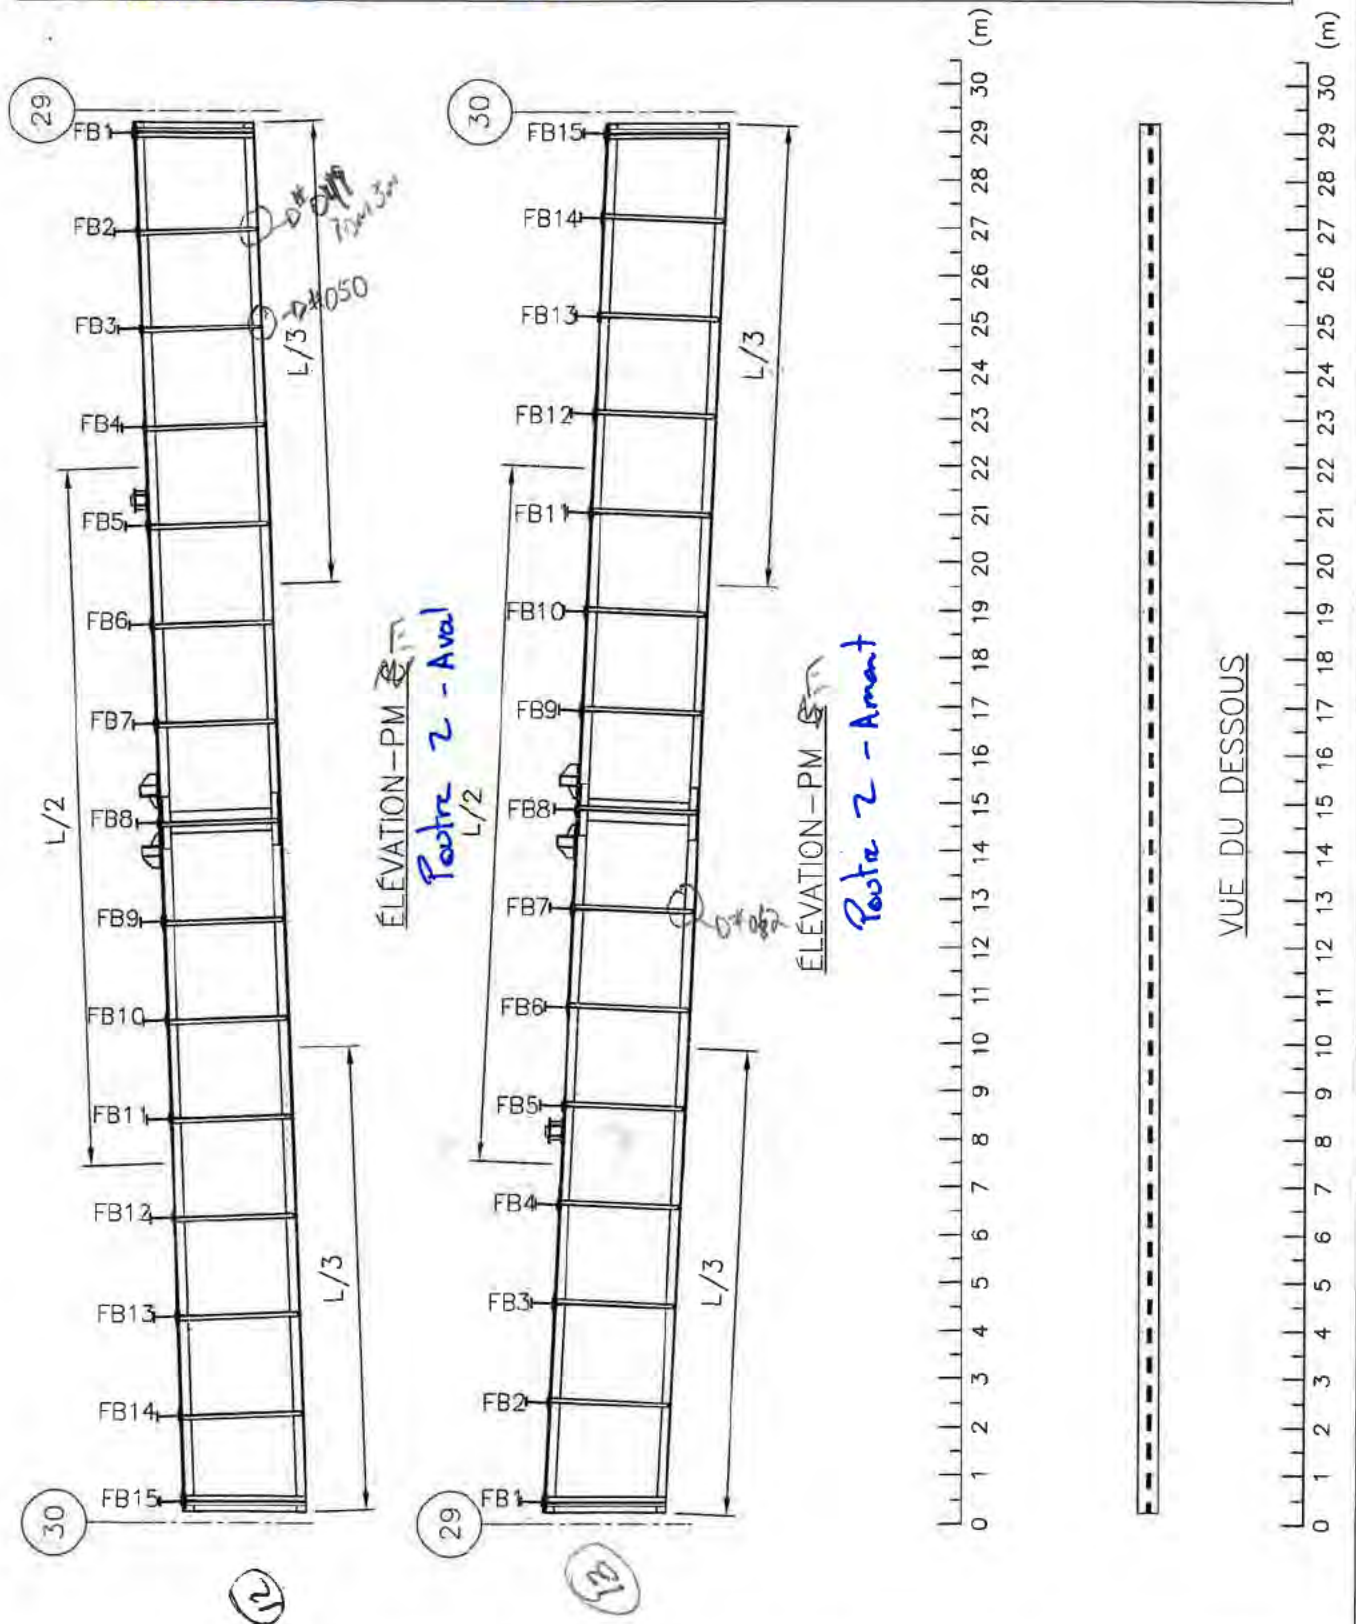 29
FB1
FB2
FB3
FB4
FB5
FB6
FB7
FB8
FB9
FB10
FB11
FB12
FB13
FB14
FB15
30
L/2
L/3
L/3
D#050
12
ÉLÉVATION-PM
Poutre 2 - Aval
30
FB15
FB14
FB13
FB12
FB11
FB10
FB9
FB8
FB7
FB6
FB5
FB4
FB3
FB2
FB1
29
L/2
L/3
L/3
13
ÉLÉVATION-PM
Poutre 2 - Amont
0 1 2 3 4 5 6 7 8 9 10 11 12 13 14 15 16 17 18 19 20 21 22 23 24 25 26 27 28 29 30 (m)
VUE DU DESSOUS
0 1 2 3 4 5 6 7 8 9 10 11 12 13 14 15 16 17 18 19 20 21 22 23 24 25 26 27 28 29 30 (m)